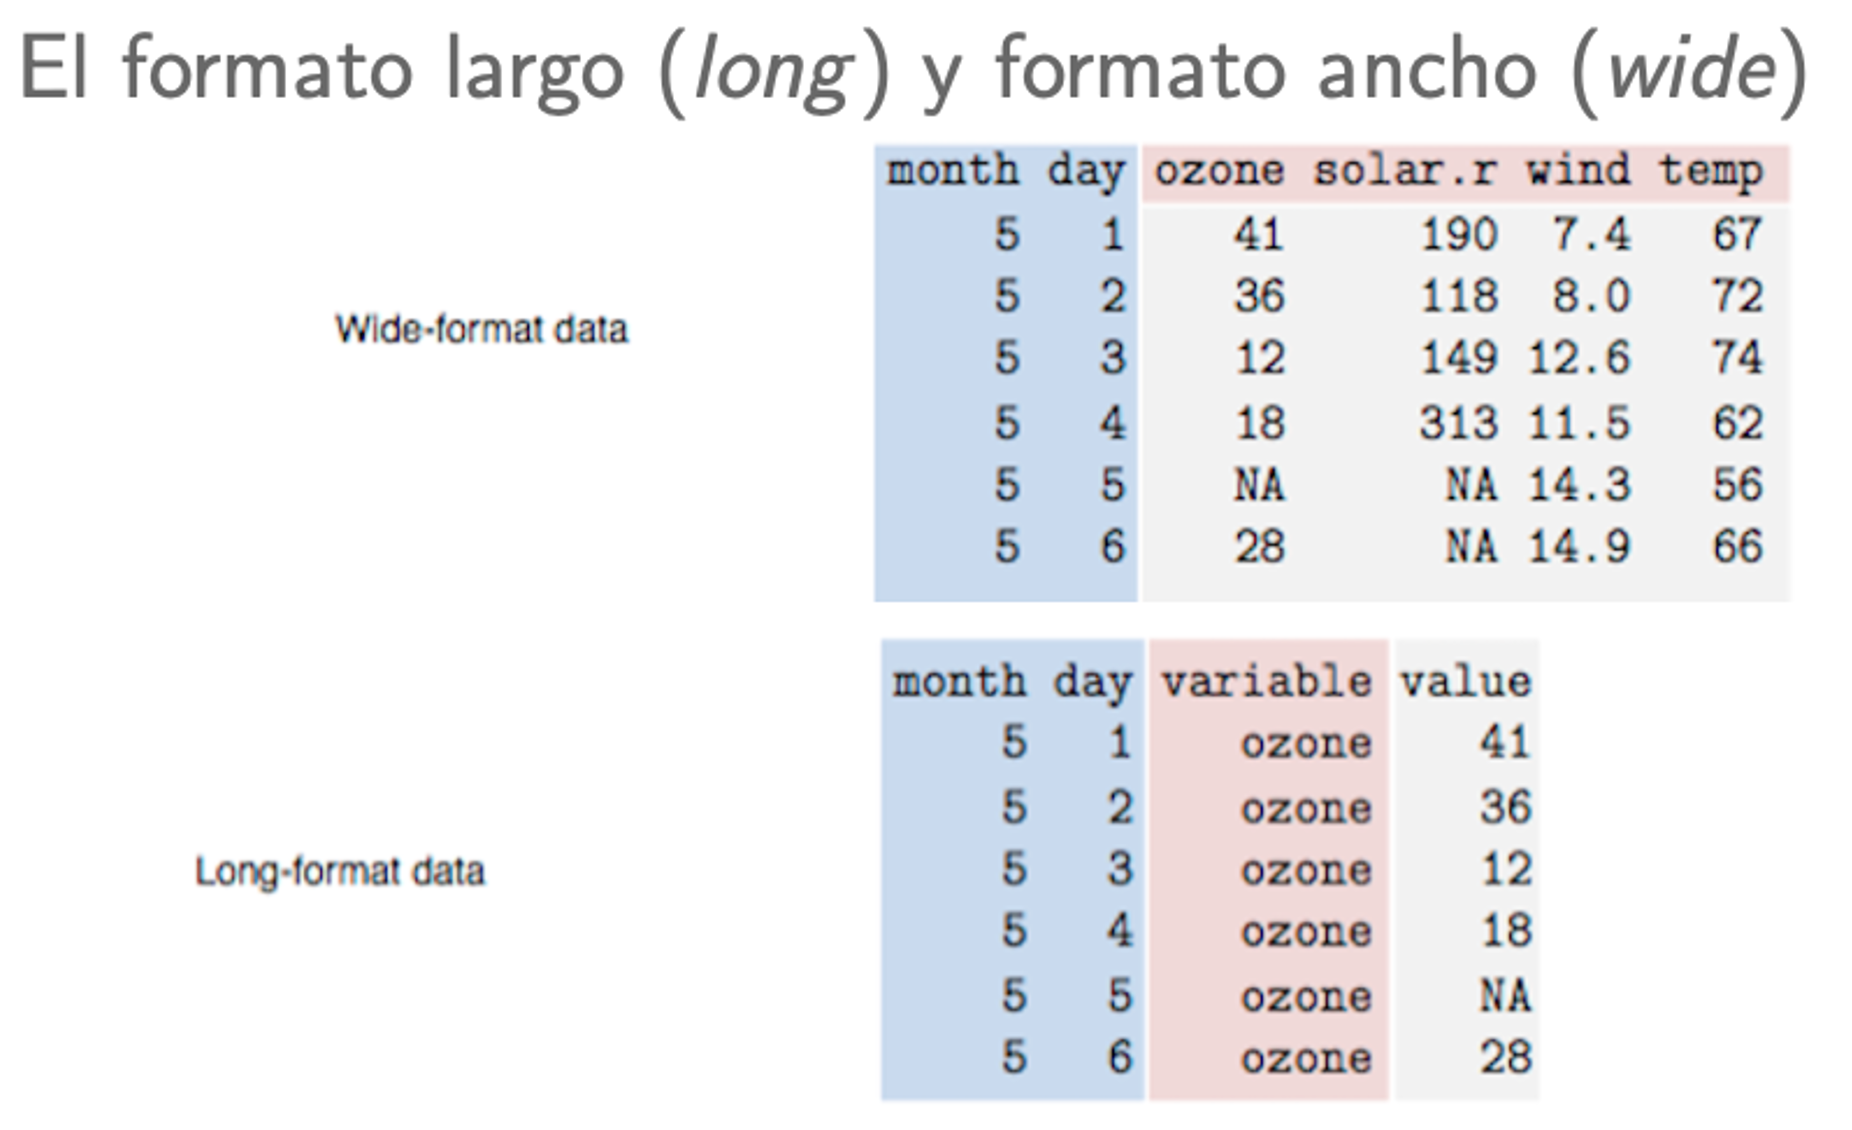 El formato largo (long) y formato ancho (wide)
month day ozone solar.r wind temp
5 1 41 190 7.4 67
5 2 36 118 8.0 72
Wide-format data
5 3 12 149 12.6 74
5 4 18 313 11.5 62
5 5 NA NA 14.3 56
5 6 28 NA 14.9 66
month day variable value
5 1 ozone 41
5 2 ozone 36
Long-format data
5 3 ozone 12
5 4 ozone 18
5 5 ozone NA
5 6 ozone 28